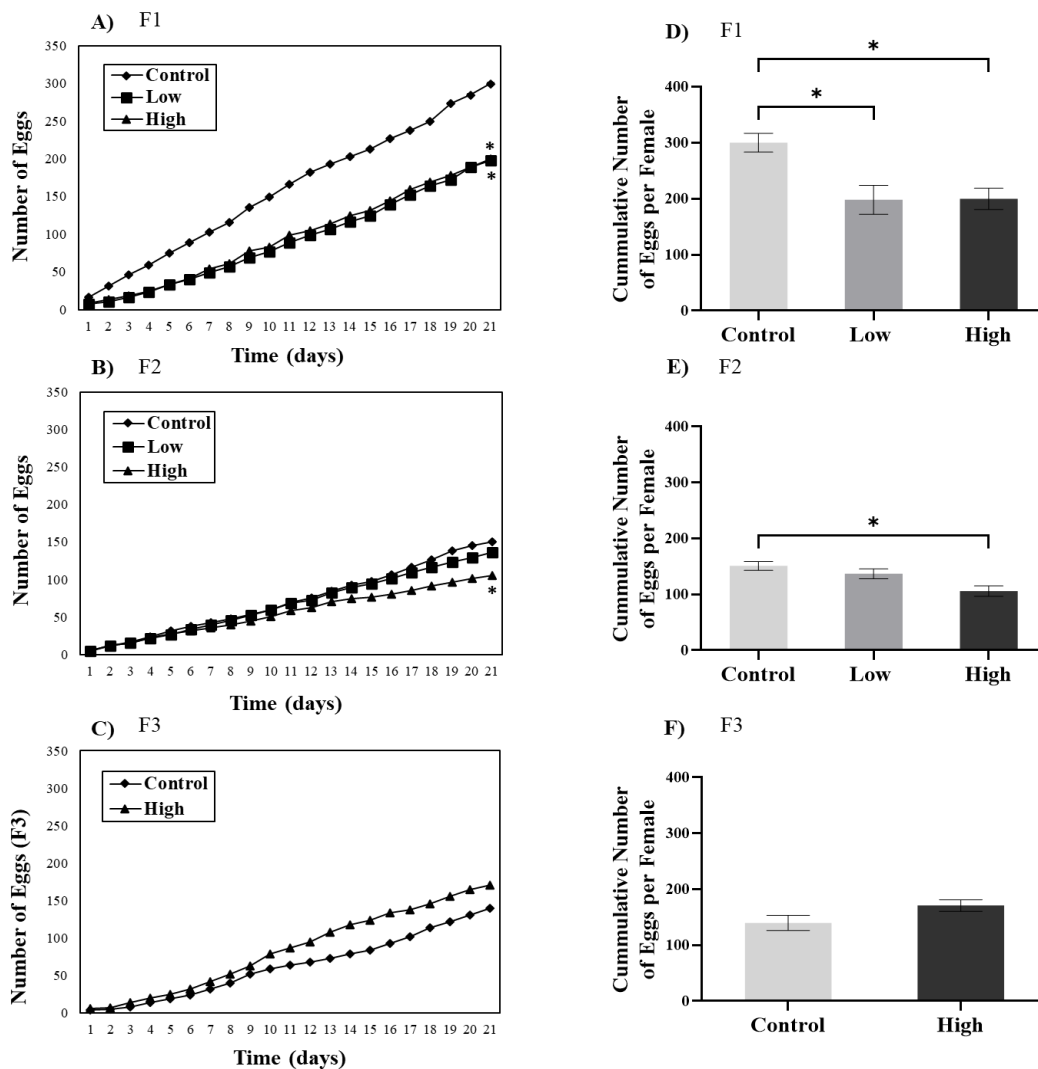 A) F1
350
300
250
200
150
100
50
0
Number of Eggs
Control
Low
High
*
*
1 2 3 4 5 6 7 8 9 10 11 12 13 14 15 16 17 18 19 20 21
Time (days)
D) F1
*
*
400
300
200
100
0
Cummulative Number
of Eggs per Female
Control Low High
B) F2
350
300
250
200
150
100
50
0
Number of Eggs
Control
Low
High
*
1 2 3 4 5 6 7 8 9 10 11 12 13 14 15 16 17 18 19 20 21
Time (days)
E) F2
*
400
300
200
100
0
Cummulative Number
of Eggs per Female
Control Low High
C) F3
350
300
250
200
150
100
50
0
Number of Eggs (F3)
Control
High
1 2 3 4 5 6 7 8 9 10 11 12 13 14 15 16 17 18 19 20 21
Time (days)
F) F3
400
300
200
100
0
Cummulative Number
of Eggs per Female
Control High